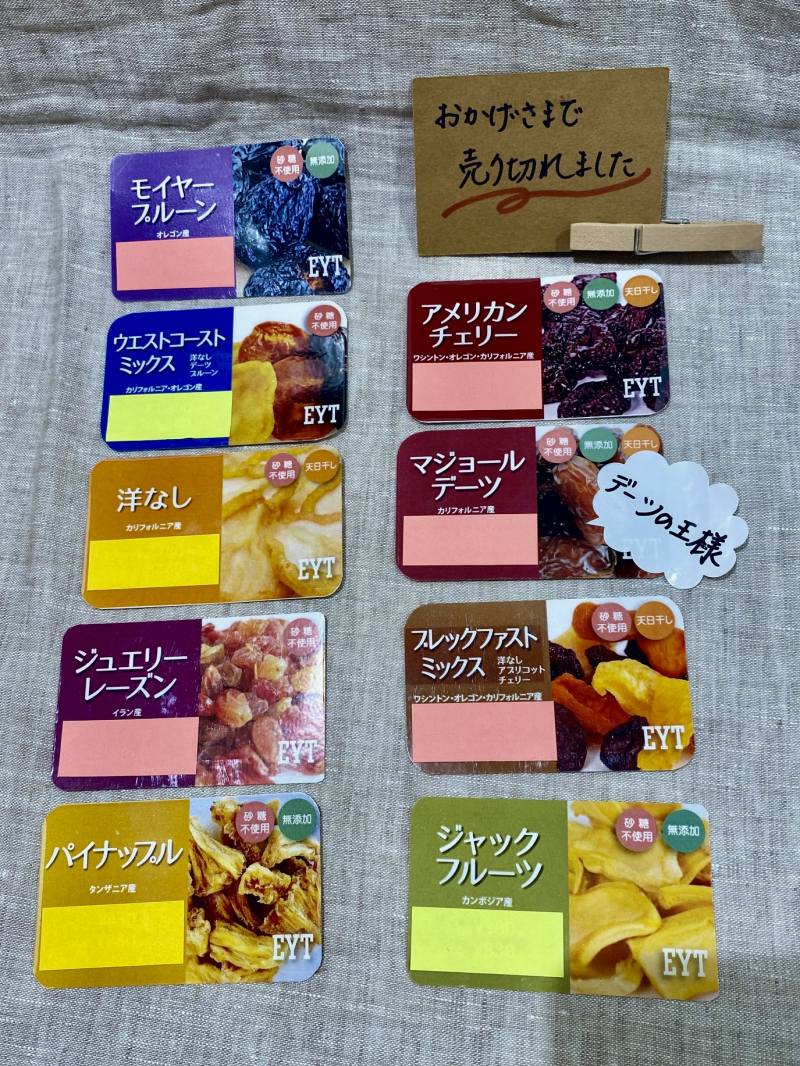 おかげさまで
売り切れました
モイヤー
プルーン
オレゴン産
砂糖
不使用
無添加
EYT
ウエストコースト
ミックス
洋なし
デーツ
プルーン
カリフォルニア・オレゴン産
砂糖
不使用
EYT
洋なし
カリフォルニア産
砂糖
不使用
天日干し
EYT
ジュエリー
レーズン
イラン産
砂糖
不使用
EYT
パイナップル
タンザニア産
砂糖
不使用
無添加
EYT
アメリカン
チェリー
ワシントン・オレゴン・カリフォルニア産
砂糖
不使用
無添加
天日干し
EYT
マジョール
デーツ
カリフォルニア産
砂糖
不使用
無添加
天日干し
EYT
デーツの王様
ブレックファスト
ミックス
洋なし
アプリコット
チェリー
ワシントン・オレゴン・カリフォルニア産
砂糖
不使用
天日干し
EYT
ジャック
フルーツ
カンボジア産
砂糖
不使用
無添加
EYT